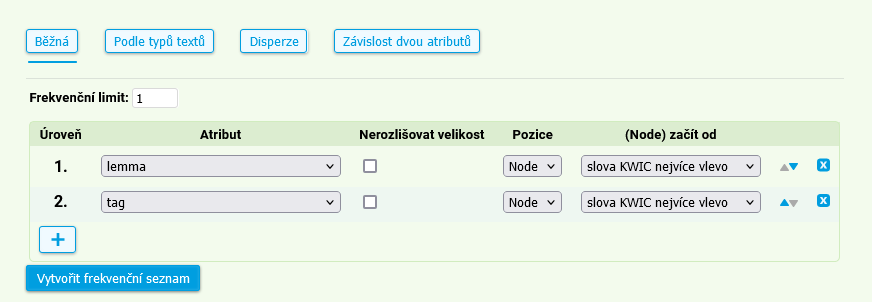 Běžná Podle typů textů Disperze Závislost dvou atributů
Frekvenční limit: 1
Úroveň Atribut Nerozlišovat velikost Pozice (Node) začít od
1. lemma Node slova KWIC nejvíce vlevo
2. tag Node slova KWIC nejvíce vlevo
+
Vytvořit frekvenční seznam